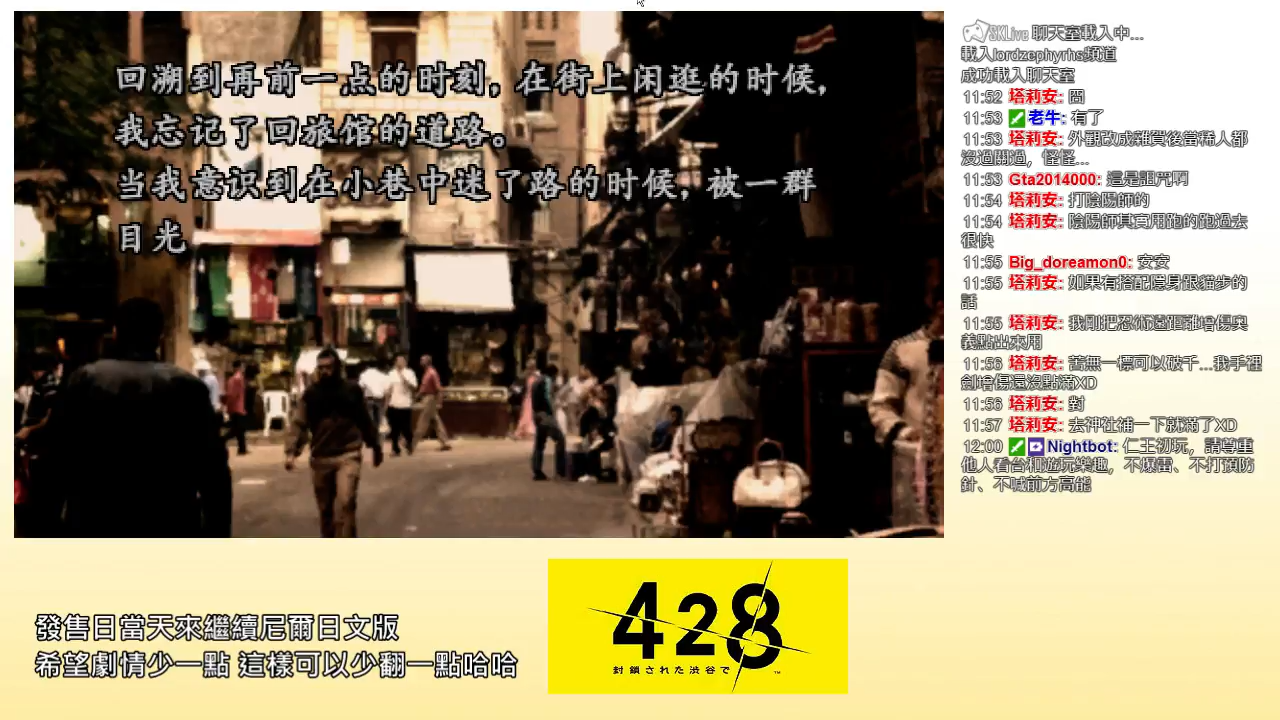 回溯到再前一点的时刻，在街上闲逛的时候，
我忘记了回旅馆的道路。
当我意识到在小巷中迷了路的时候，被一群
目光
SKLive 聊天室載入中...
載入lordzephyrhs頻道
成功載入聊天室
11:52 塔莉安: 悶
11:53 老牛: 有了
11:53 塔莉安: 外觀改成雜賀後當稀人都
沒過關過，怪怪...
11:53 Gta2014000: 這是詛咒啊
11:54 塔莉安: 打陰陽師的
11:54 塔莉安: 陰陽師其實用跑的跑過去
很快
11:55 Big_doreamon0: 安安
11:55 塔莉安: 如果有搭配隱身跟貓步的
話
11:55 塔莉安: 我剛把忍術遠距離增傷奧
義點出來用
11:56 塔莉安: 苦無一標可以破千...我手裡
劍增傷還沒點滿XD
11:56 塔莉安: 對
11:57 塔莉安: 去神社補一下就滿了XD
12:00 Nightbot: 仁王初玩，請尊重
他人看台和遊玩樂趣，不爆雷、不打預防
針、不喊前方高能
發售日當天來繼續尼爾日文版
希望劇情少一點 這樣可以少翻一點哈哈
428
封鎖された渋谷で